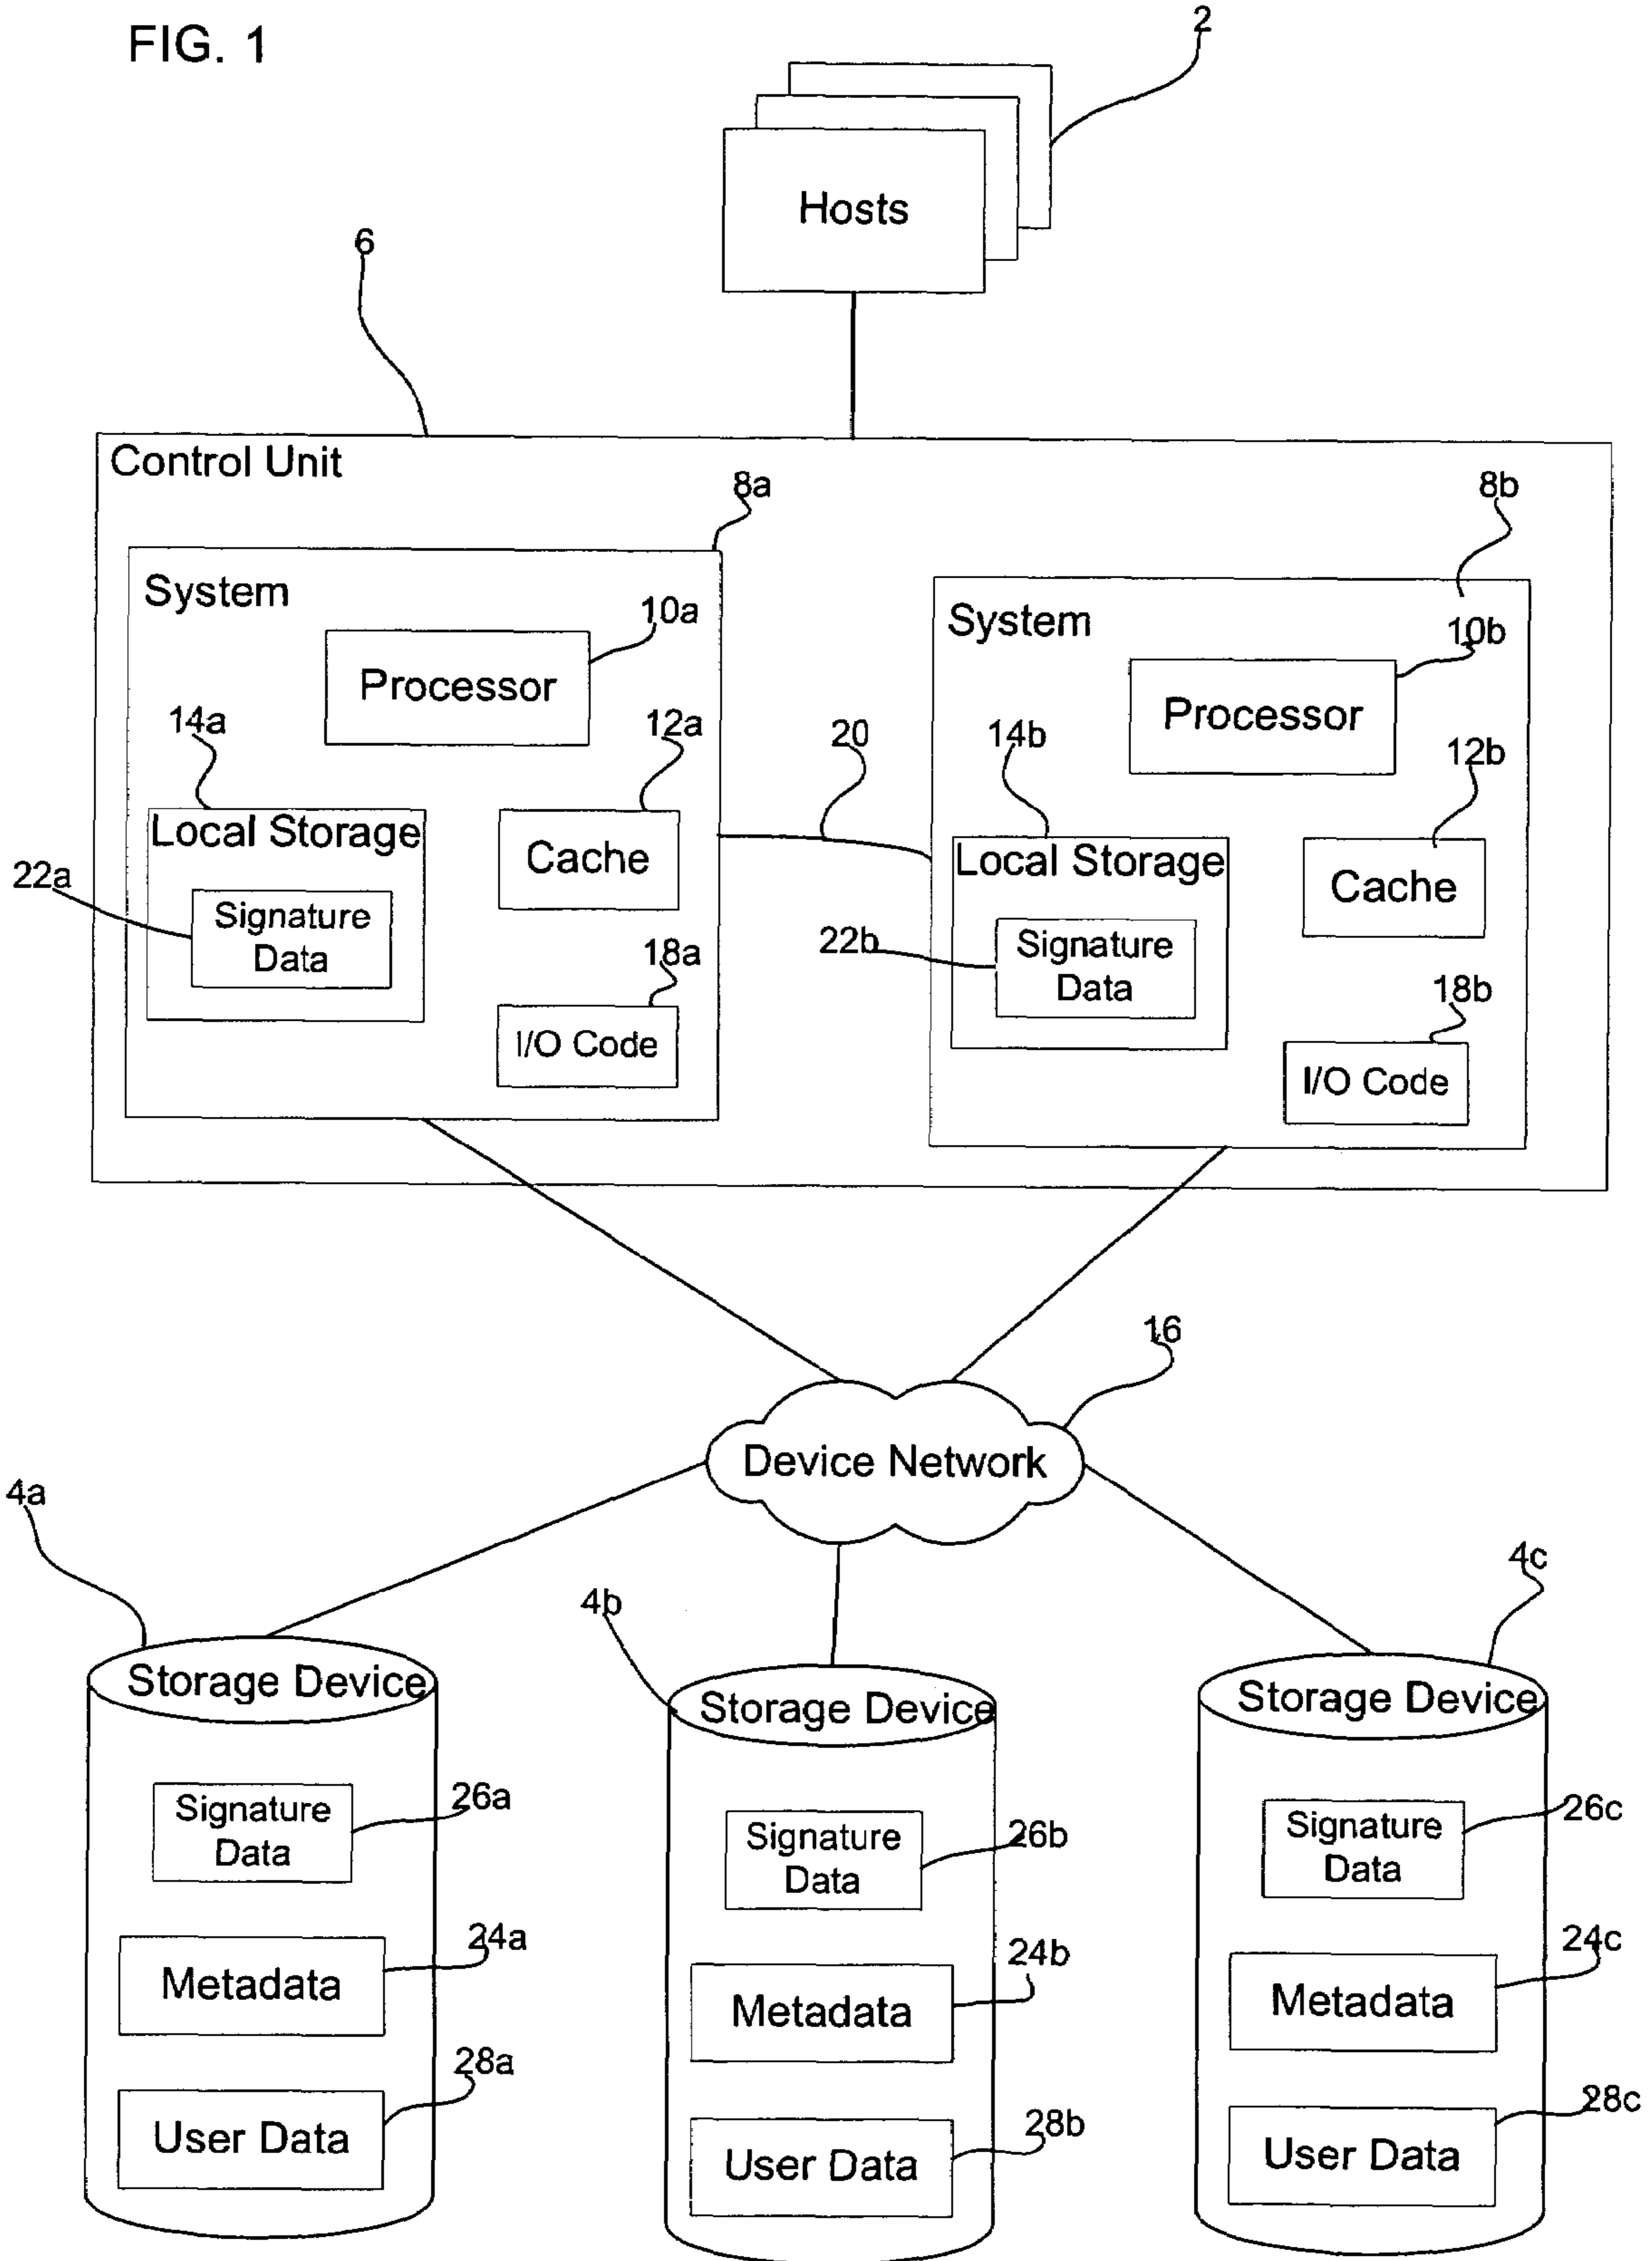 FIG. 1
2
Hosts
6
Control Unit
8a
8b
System
10a
Processor
14a
12a
Local Storage
Cache
22a
Signature
Data
18a
I/O Code
20
System
10b
Processor
14b
12b
Local Storage
Cache
22b
Signature
Data
18b
I/O Code
16
Device Network
4a
Storage Device
Signature
Data
26a
Metadata
24a
User Data
28a
4b
Storage Device
Signature
Data
26b
Metadata
24b
User Data
28b
4c
Storage Device
Signature
Data
26c
Metadata
24c
User Data
28c